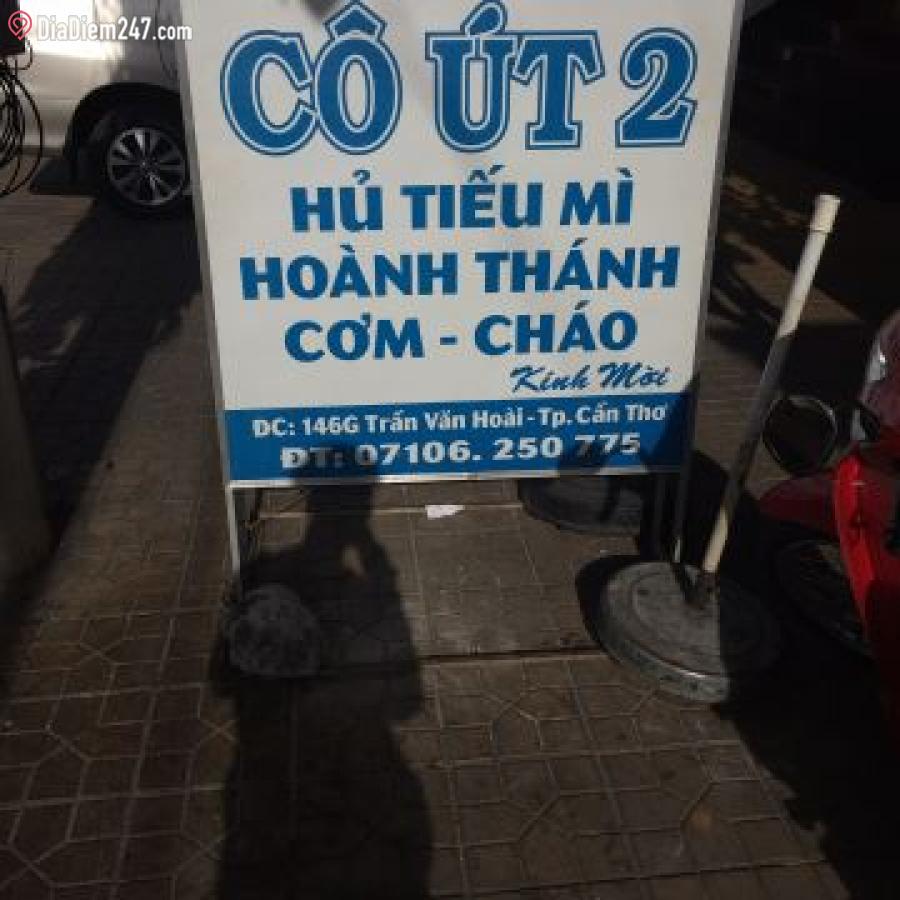 DiaDiem247.com
CÔ ÚT 2
HỦ TIẾU MÌ
HOÀNH THÁNH
CƠM - CHÁO
Kính Mời
ĐC: 146G Trần Văn Hoài - Tp. Cần Thơ
ĐT: 07106. 250 775